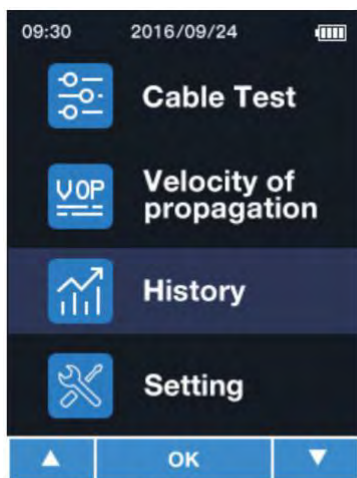 09:30 2016/09/24
Cable Test
VOP
Velocity of
propagation
History
Setting
OK